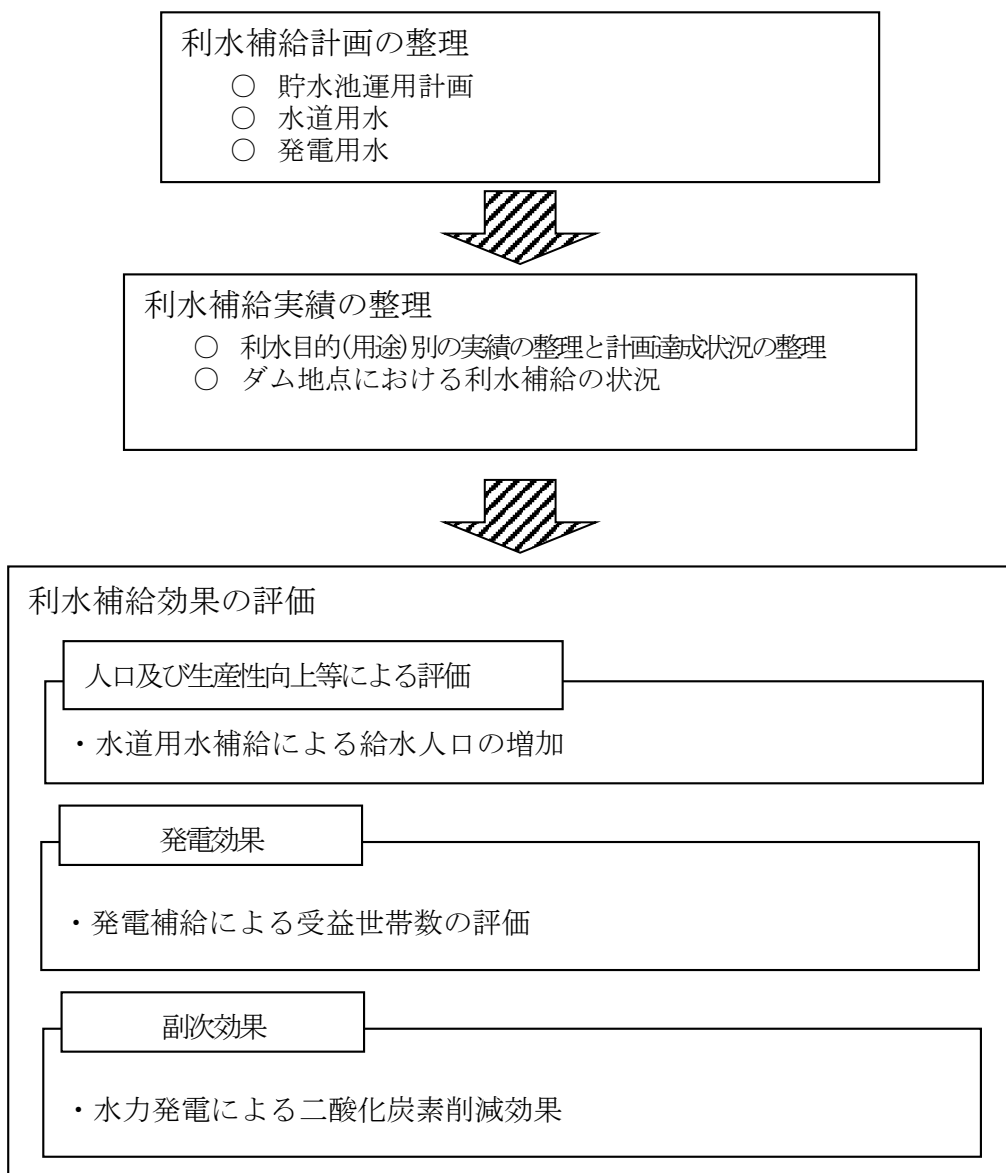 利水補給計画の整理
○ 貯水池運用計画
○ 水道用水
○ 発電用水
利水補給実績の整理
○ 利水目的(用途)別の実績の整理と計画達成状況の整理
○ ダム地点における利水補給の状況
利水補給効果の評価
人口及び生産性向上等による評価
・水道用水補給による給水人口の増加
発電効果
・発電補給による受益世帯数の評価
副次効果
・水力発電による二酸化炭素削減効果